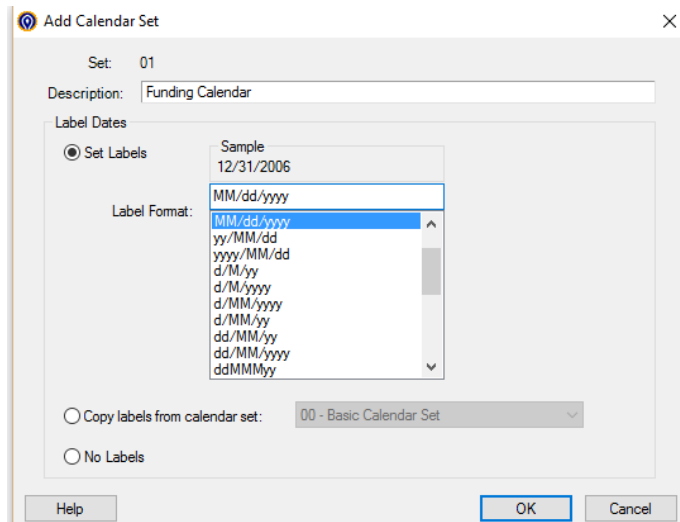 Add Calendar Set
Set: 01
Description: Funding Calendar
Label Dates
Set Labels
Sample
12/31/2006
Label Format:
MM/dd/yyyy
MM/dd/yyyy
yy/MM/dd
yyyy/MM/dd
d/M/yy
d/M/yyyy
d/MM/yyyy
d/MM/yy
dd/MM/yy
dd/MM/yyyy
ddMMMyy
Copy labels from calendar set: 00 - Basic Calendar Set
No Labels
Help OK Cancel